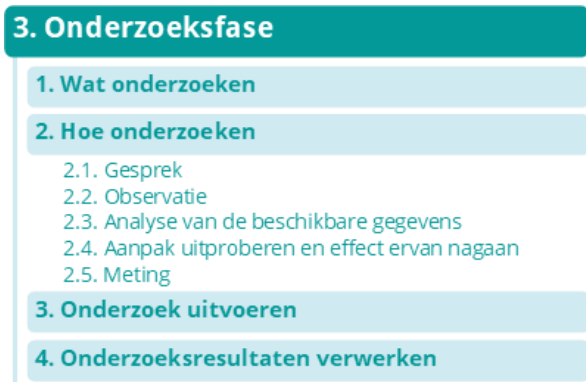 3. Onderzoeksfase
1. Wat onderzoeken
2. Hoe onderzoeken
2.1. Gesprek
2.2. Observatie
2.3. Analyse van de beschikbare gegevens
2.4. Aanpak uitproberen en effect ervan nagaan
2.5. Meting
3. Onderzoek uitvoeren
4. Onderzoeksresultaten verwerken